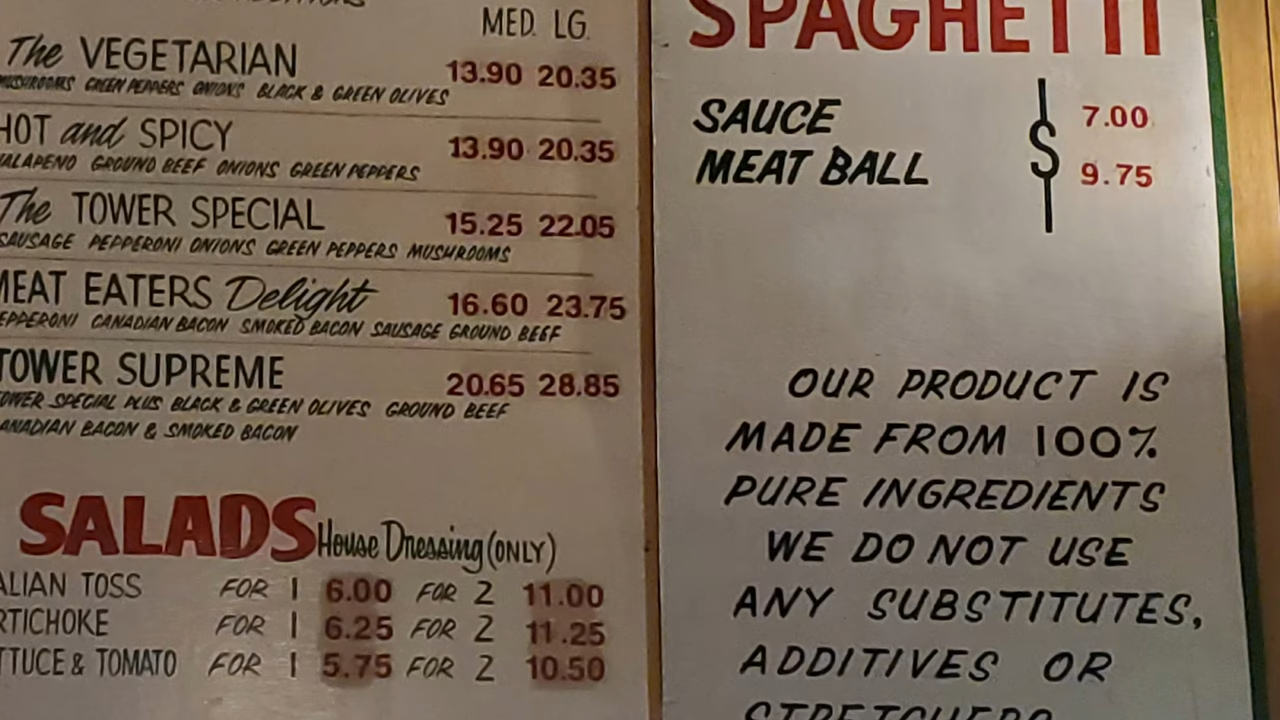 MED. LG.
The VEGETARIAN 13.90 20.35
MUSHROOMS GREEN PEPPERS ONIONS BLACK & GREEN OLIVES
HOT and SPICY 13.90 20.35
JALAPENO GROUND BEEF ONIONS GREEN PEPPERS
The TOWER SPECIAL 15.25 22.05
SAUSAGE PEPPERONI ONIONS GREEN PEPPERS MUSHROOMS
MEAT EATERS Delight 16.60 23.75
PEPPERONI CANADIAN BACON SMOKED BACON SAUSAGE GROUND BEEF
TOWER SUPREME 20.65 28.85
TOWER SPECIAL PLUS BLACK & GREEN OLIVES GROUND BEEF
CANADIAN BACON & SMOKED BACON
SALADS House Dressing (ONLY)
ALIAN TOSS FOR 1 6.00 FOR 2 11.00
RTICHOKE FOR 1 6.25 FOR 2 11.25
TTUCE & TOMATO FOR 1 5.75 FOR 2 10.50
SPAGHETTI
SAUCE $ 7.00
MEAT BALL 9.75
OUR PRODUCT IS
MADE FROM 100%
PURE INGREDIENTS
WE DO NOT USE
ANY SUBSTITUTES,
ADDITIVES OR